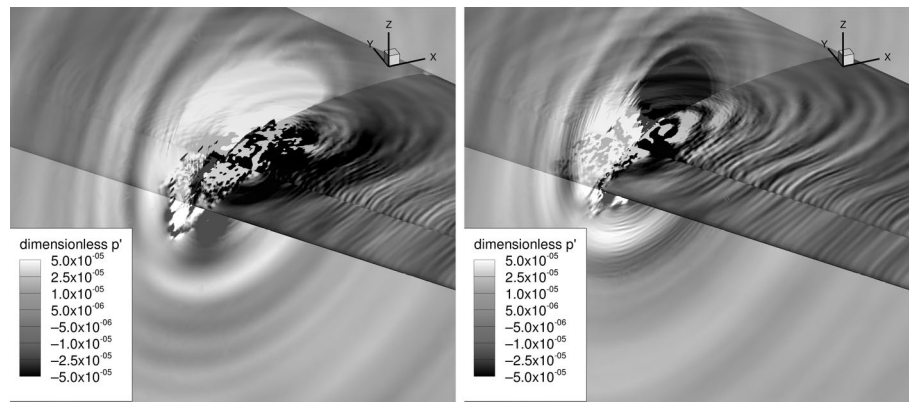 Z
Y
X
dimensionless p'
5.0x10⁻⁰⁵
2.5x10⁻⁰⁵
1.0x10⁻⁰⁵
5.0x10⁻⁰⁶
−5.0x10⁻⁰⁶
−1.0x10⁻⁰⁵
−2.5x10⁻⁰⁵
−5.0x10⁻⁰⁵
Z
Y
X
dimensionless p'
5.0x10⁻⁰⁵
2.5x10⁻⁰⁵
1.0x10⁻⁰⁵
5.0x10⁻⁰⁶
−5.0x10⁻⁰⁶
−1.0x10⁻⁰⁵
−2.5x10⁻⁰⁵
−5.0x10⁻⁰⁵